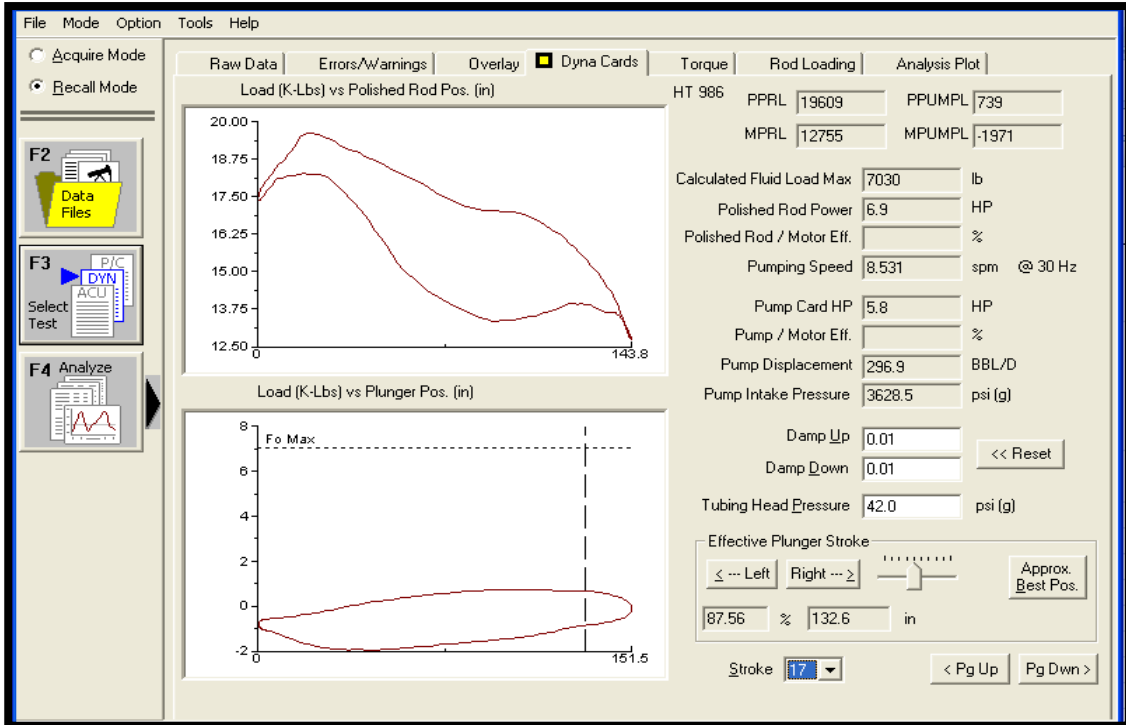 File Mode Option Tools Help
Acquire Mode
Recall Mode
F2
Data
Files
F3
P/C
DYN
ACU
Select
Test
F4 Analyze
Raw Data Errors/Warnings Overlay Dyna Cards Torque Rod Loading Analysis Plot
Load (K-Lbs) vs Polished Rod Pos. (in)
20.00
18.75
17.50
16.25
15.00
13.75
12.50
0 143.8
Load (K-Lbs) vs Plunger Pos. (in)
8
Fo Max
6
4
2
0
-2
0 151.5
HT 986 PPRL 19609 PPUMPL 739
MPRL 12755 MPUMPL -1971
Calculated Fluid Load Max 7030 lb
Polished Rod Power 6.9 HP
Polished Rod / Motor Eff. %
Pumping Speed 8.531 spm @ 30 Hz
Pump Card HP 5.8 HP
Pump / Motor Eff. %
Pump Displacement 296.9 BBL/D
Pump Intake Pressure 3628.5 psi (g)
Damp Up 0.01
<< Reset
Damp Down 0.01
Tubing Head Pressure 42.0 psi (g)
Effective Plunger Stroke
< --- Left Right --- >
Approx.
Best Pos.
87.56 % 132.6 in
Stroke 17 < Pg Up Pg Dwn >